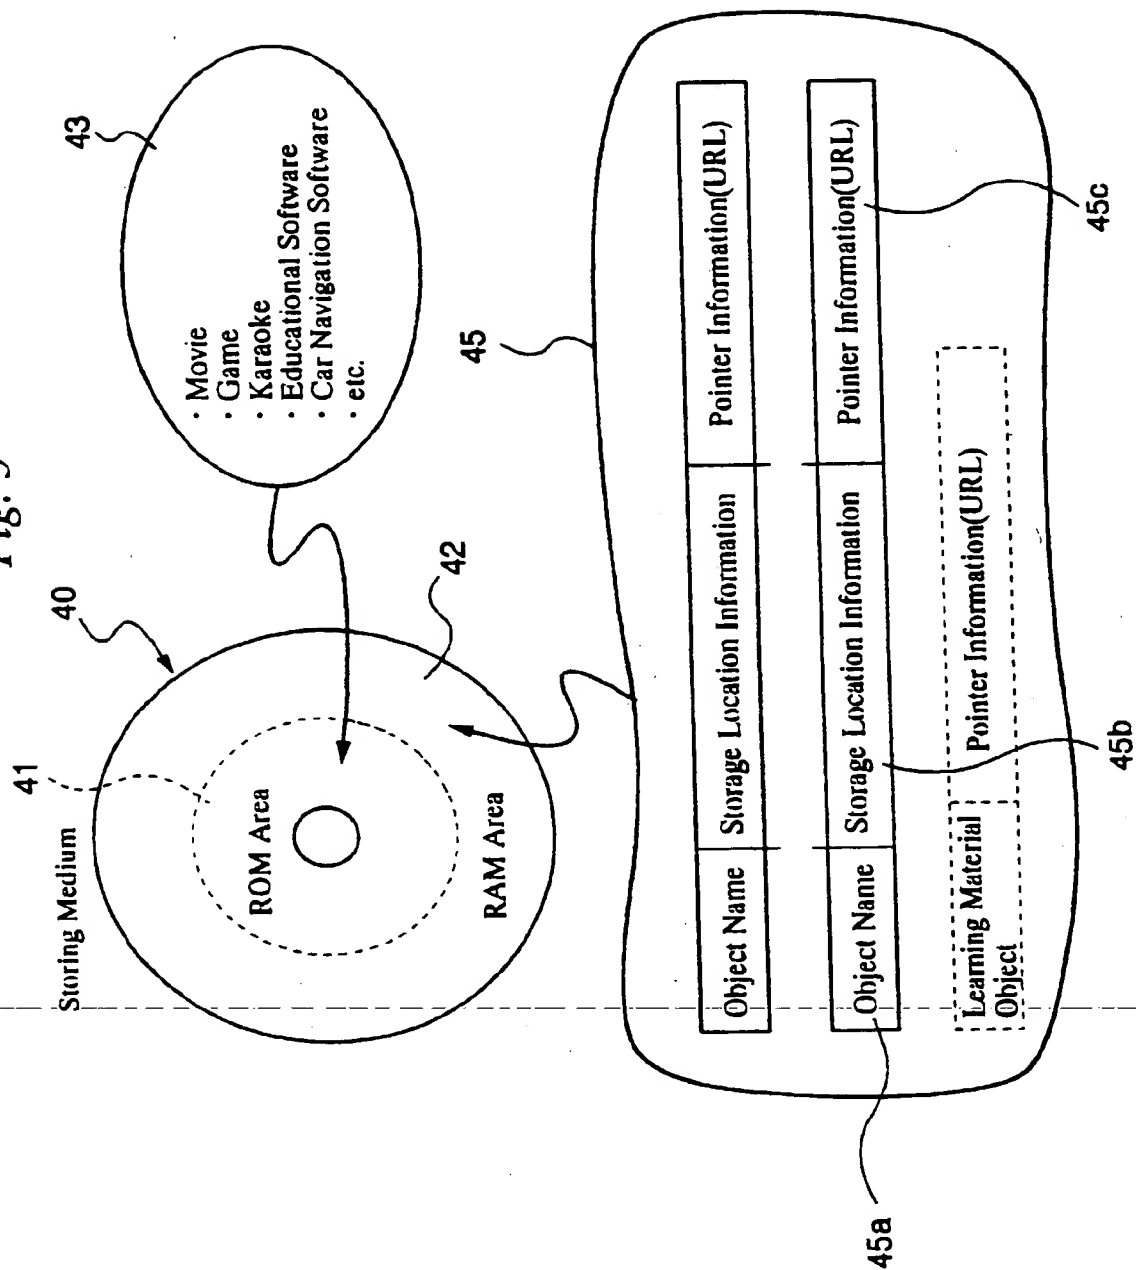 Storing Medium
40
41
ROM Area
RAM Area
42
43
· Movie
· Game
· Karaoke
· Educational Software
· Car Navigation Software
· etc.
45
Object Name
Storage Location Information
Pointer Information(URL)
Object Name
Storage Location Information
Pointer Information(URL)
Learning Material
Object
Pointer Information(URL)
45a
45b
45c